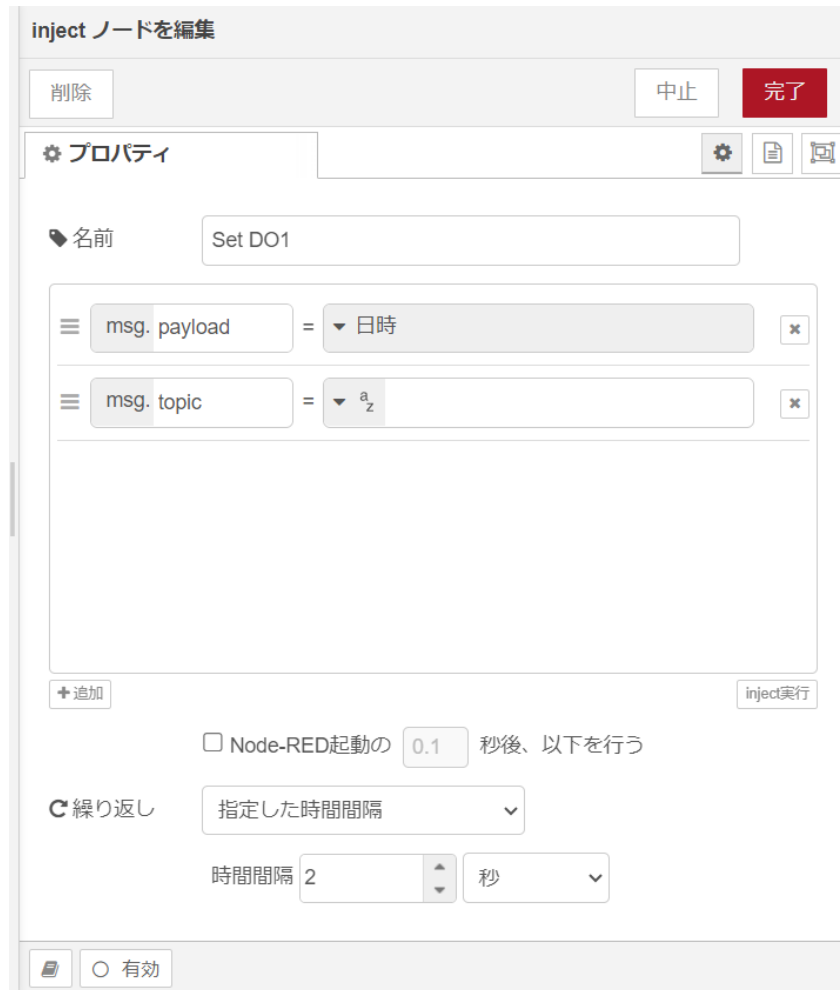 inject ノードを編集
削除
中止
完了
プロパティ
名前
Set DO1
msg. payload = 日時
msg. topic = a z
追加
inject実行
Node-RED起動の 0.1 秒後、以下を行う
繰り返し
指定した時間間隔
時間間隔 2 秒
有効